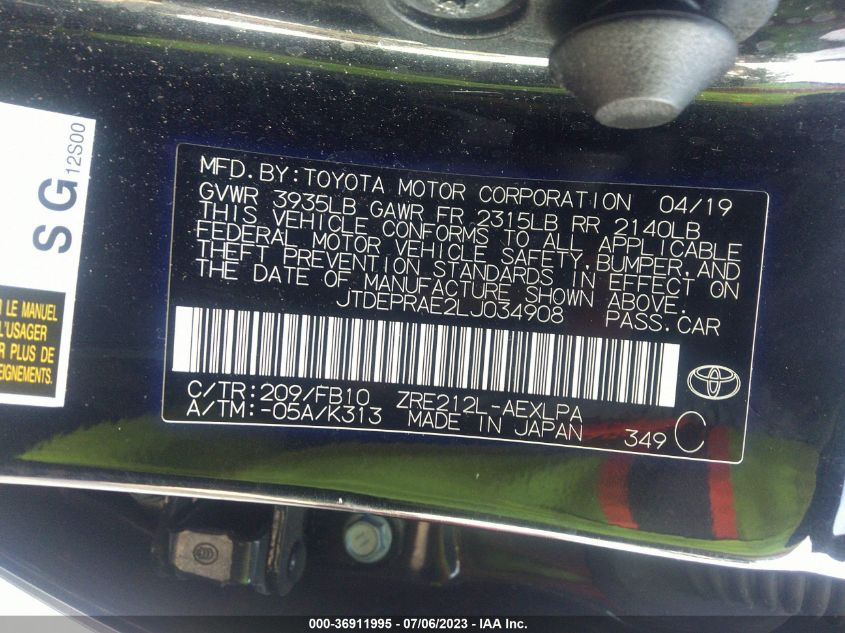 SG
12S00
LE MANUEL
L'USAGER
R PLUS DE
EIGNEMENTS.
MFD.BY:TOYOTA MOTOR CORPORATION 04/19
GVWR 3935LB GAWR FR 2315LB RR 2140LB
THIS VEHICLE CONFORMS TO ALL APPLICABLE
FEDERAL MOTOR VEHICLE SAFETY,BUMPER,AND
THEFT PREVENTION STANDARDS IN EFFECT ON
THE DATE OF MANUFACTURE SHOWN ABOVE.
JTDEPRAE2LJ034908 PASS.CAR
C/TR:209/FB10 ZRE212L-AEXLPA
A/TM:-05A/K313 MADE IN JAPAN 349 C
000-36911995 - 07/06/2023 - IAA Inc.